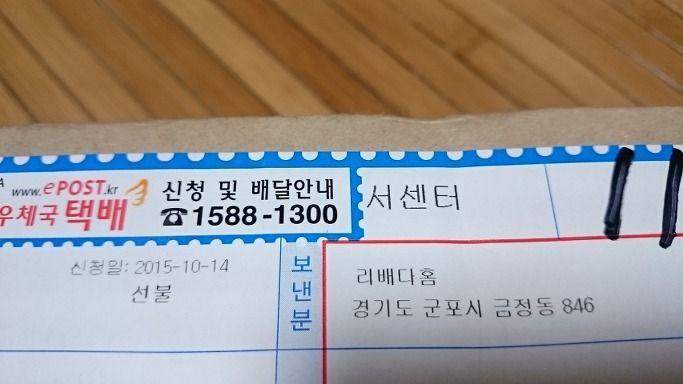 www.ePOST.kr
우체국 택배
신청 및 배달안내
☎1588-1300
서센터
신청일: 2015-10-14
선불
보낸분
리배다홈
경기도 군포시 금정동 846